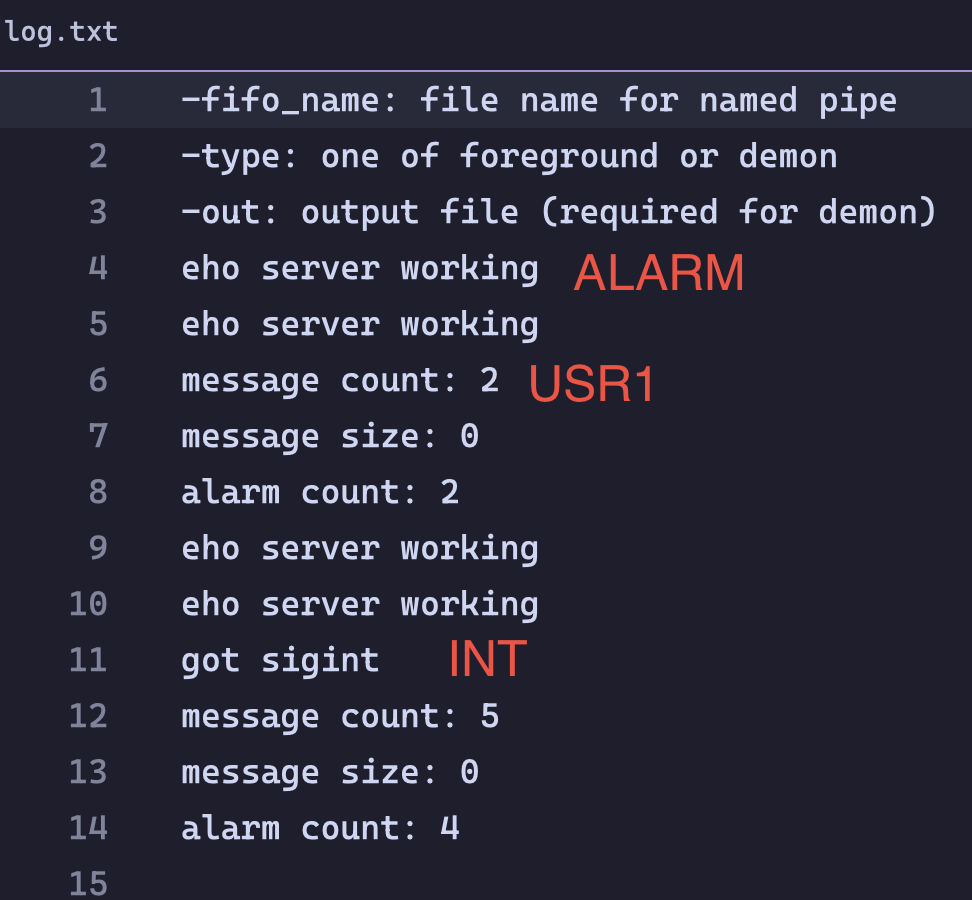 log.txt
1 -fifo_name: file name for named pipe
2 -type: one of foreground or demon
3 -out: output file (required for demon)
4 eho server working ALARM
5 eho server working
6 message count: 2 USR1
7 message size: 0
8 alarm count: 2
9 eho server working
10 eho server working
11 got sigint INT
12 message count: 5
13 message size: 0
14 alarm count: 4
15